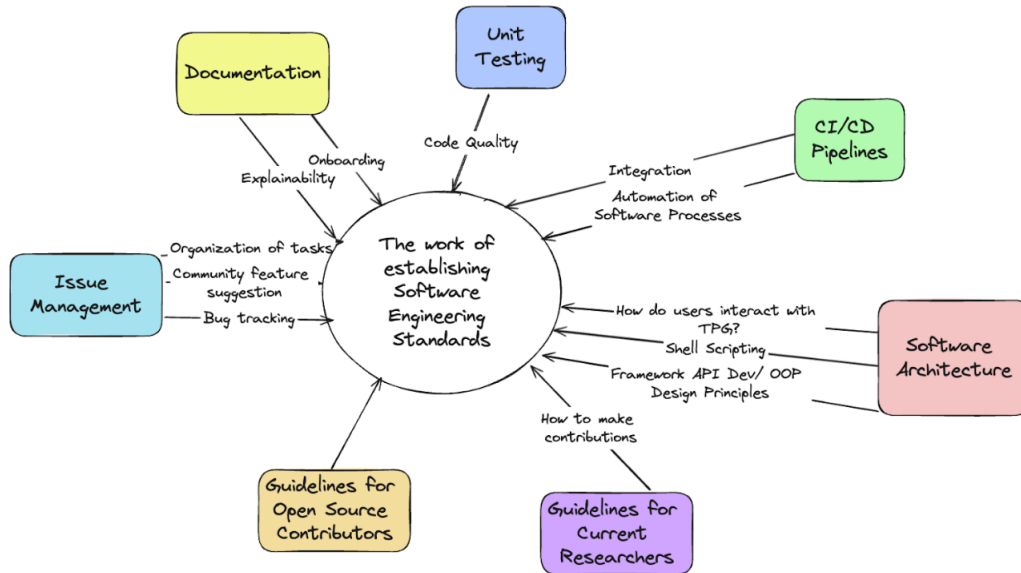 Unit
Testing
Documentation
CI/CD
Pipelines
Code Quality
Onboarding
Explainability
Integration
Automation of
Software Processes
The work of
establishing
Software
Engineering
Standards
Organization of tasks
Community feature
suggestion
Bug tracking
Issue
Management
How do users interact with
TPG?
Shell Scripting
Framework API Dev/ OOP
Design Principles
Software
Architecture
How to make
contributions
Guidelines for
Open Source
Contributors
Guidelines for
Current
Researchers